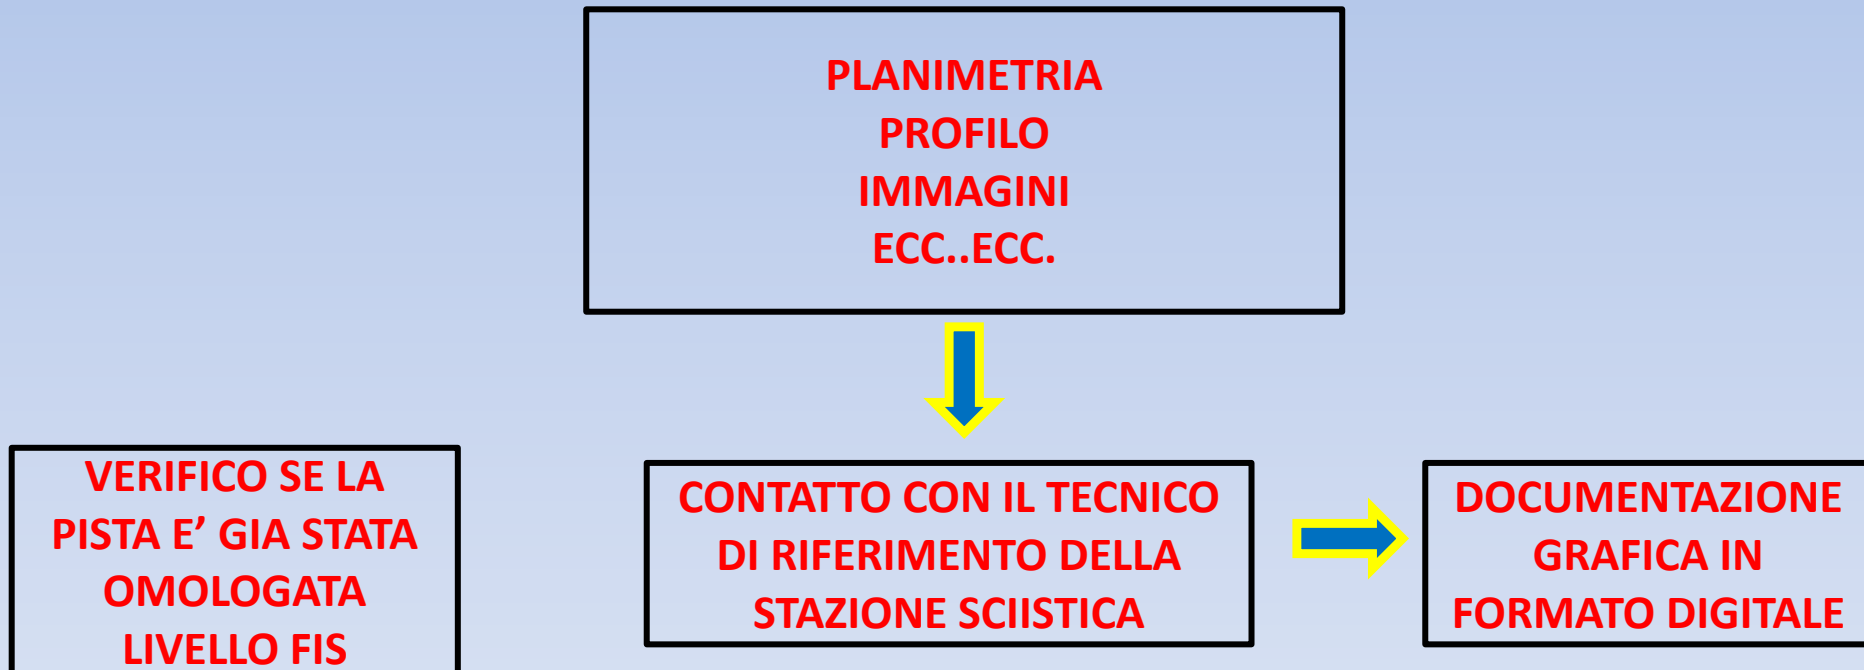 PLANIMETRIA
PROFILO
IMMAGINI
ECC..ECC.
VERIFICO SE LA
PISTA E’ GIA STATA
OMOLOGATA
LIVELLO FIS
CONTATTO CON IL TECNICO
DI RIFERIMENTO DELLA
STAZIONE SCIISTICA
DOCUMENTAZIONE
GRAFICA IN
FORMATO DIGITALE